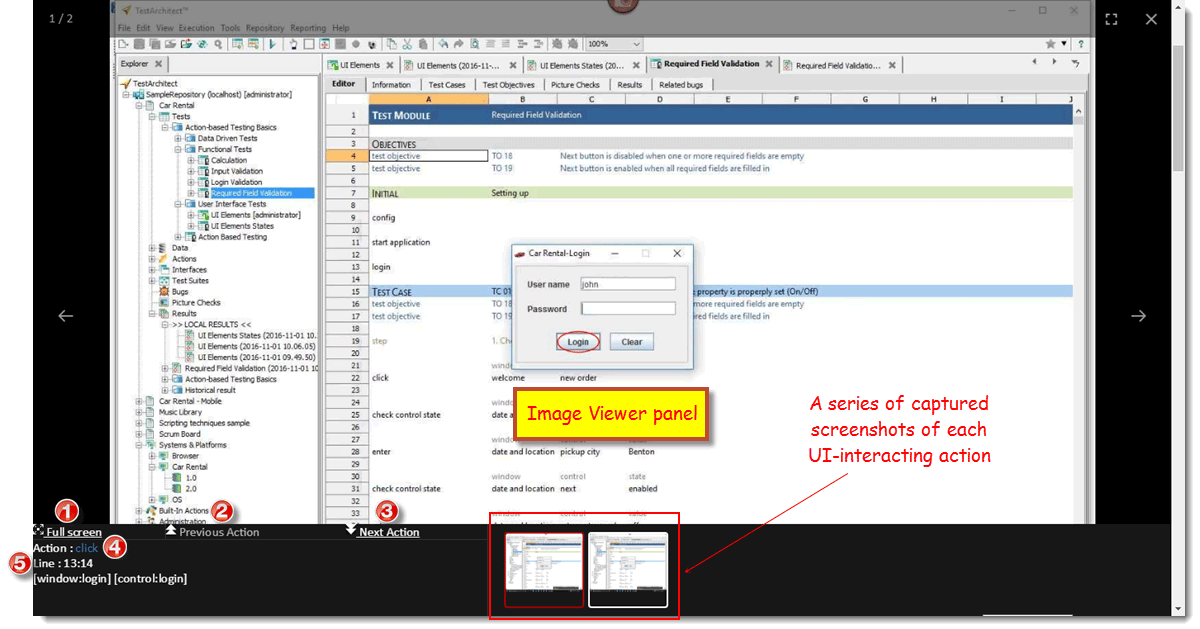 1 / 2
TestArchitect™
File Edit View Execution Tools Repository Reporting Help
100%
Explorer
UI Elements
UI Elements (2016-11-...
UI Elements States (20...
Required Field Validation
Required Field Validatio...
Editor Information Test Cases Test Objectives Picture Checks Results Related bugs
TestArchitect
SampleRepository (localhost) [administrator]
Car Rental
Tests
Action-based Testing Basics
Data Driven Tests
Functional Tests
Calculation
Input Validation
Login Validation
Required Field Validation
User Interface Tests
UI Elements [administrator]
UI Elements States
Action Based Testing
Data
Actions
Interfaces
Test Suites
Bugs
Picture Checks
Results
>> LOCAL RESULTS <<
UI Elements States (2016-11-01 10.
UI Elements (2016-11-01 10.06.05)
UI Elements (2016-11-01 09.49.50)
Required Field Validation (2016-11-01 10
Action-based Testing Basics
Historical result
Car Rental - Mobile
Music Library
Scripting techniques sample
Scrum Board
Systems & Platforms
Browser
Car Rental
1.0
2.0
OS
Built-In Actions
Administration
A B C D E F G H I J
1 TEST MODULE Required Field Validation
2
3 OBJECTIVES
4 test objective TO 18 Next button is disabled when one or more required fields are empty
5 test objective TO 19 Next button is enabled when all required fields are filled in
6
7 INITIAL Setting up
8
9 config
10
11 start application
12
13 login
14
15 TEST CASE TC 01 property is properply set (On/Off)
16 test objective TO 18 more required fields are empty
17 test objective TO 19 ired fields are filled in
18
19 step 1. Che
20
21 windo
22 click welcome new order
23
24 windo
25 check control state date a
26
27 windo
28 enter date and location pickup city Benton
29
30 window control state
31 check control state date and location next enabled
32
33 window control value
Car Rental-Login
User name john
Password
Login Clear
Image Viewer panel
A series of captured
screenshots of each
UI-interacting action
1
2
3
Full screen
Previous Action
Next Action
Action : click
4
5
Line : 13:14
[window:login] [control:login]